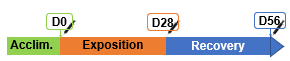 D0 D28 D56
Acclim. Exposition Recovery